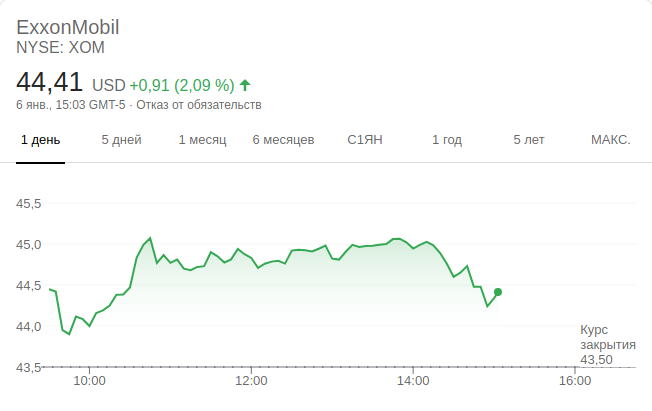 ExxonMobil
NYSE: XOM
44,41 USD +0,91 (2,09 %)
6 янв., 15:03 GMT-5 · Отказ от обязательств
1 день 5 дней 1 месяц 6 месяцев С1ЯН 1 год 5 лет МАКС.
45,5
45,0
44,5
44,0
Курс
закрытия
43,50
43,5
10:00 12:00 14:00 16:00